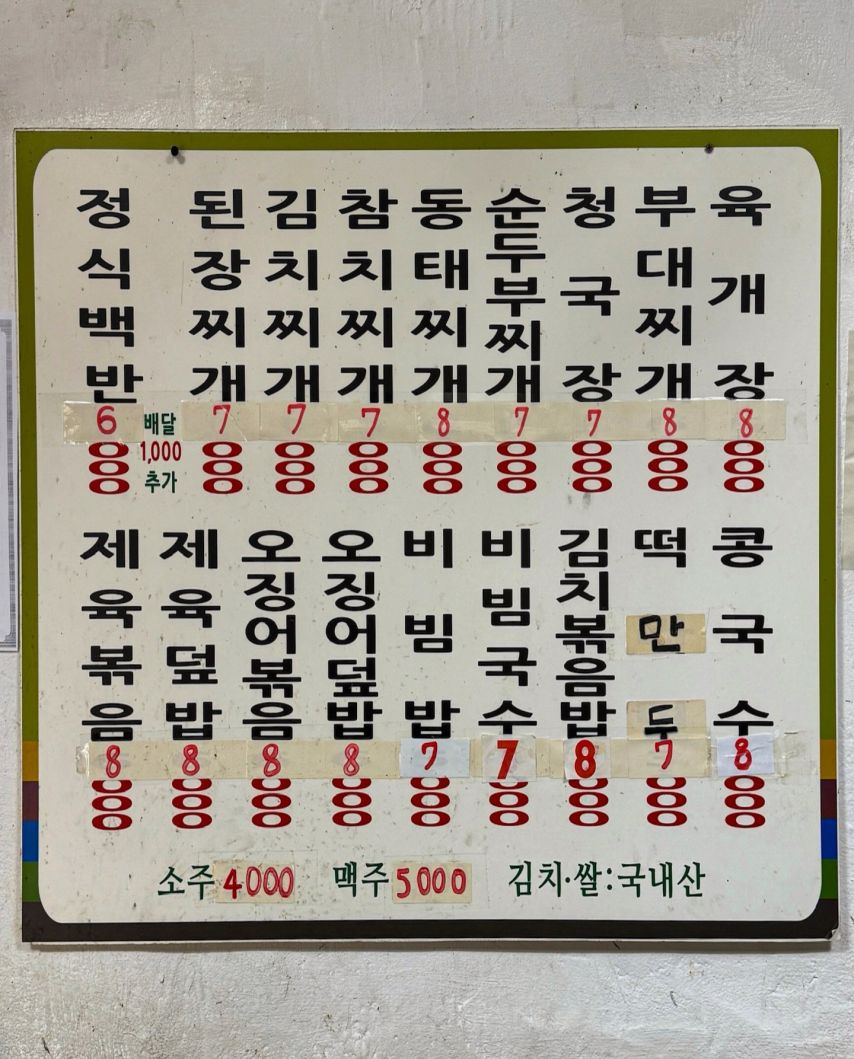 정식백반 6000
배달
1,000
추가
된장찌개 7000
김치찌개 7000
참치찌개 7000
동태찌개 8000
순두부찌개 7000
청국장 7000
부대찌개 8000
육개장 8000
제육볶음 8000
제육덮밥 8000
오징어볶음 8000
오징어덮밥 8000
비빔밥 7000
비빔국수 7000
김치볶음밥 8000
떡만두 7000
콩국수 8000
소주 4000 맥주 5000 김치·쌀:국내산